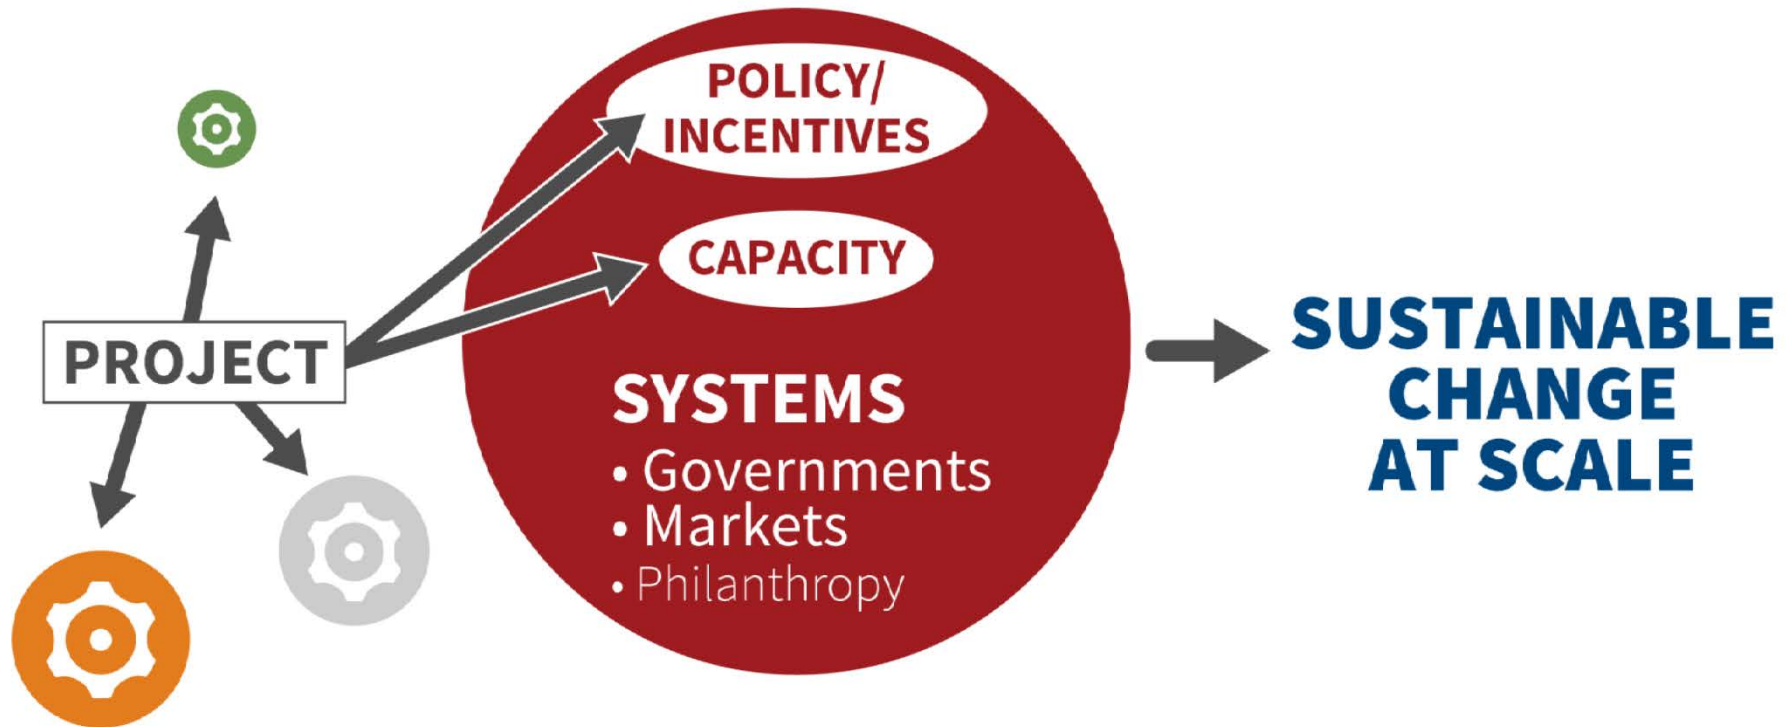 PROJECT
POLICY/
INCENTIVES
CAPACITY
SYSTEMS
• Governments
• Markets
• Philanthropy
SUSTAINABLE
CHANGE
AT SCALE